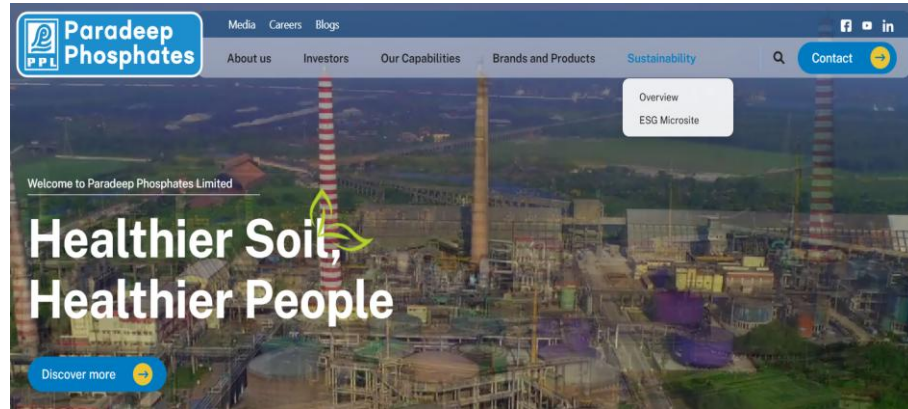 Paradeep
Phosphates
PPL
Media Careers Blogs
in
About us Investors Our Capabilities Brands and Products Sustainability
Contact
Overview
ESG Microsite
Welcome to Paradeep Phosphates Limited
Healthier Soil,
Healthier People
Discover more